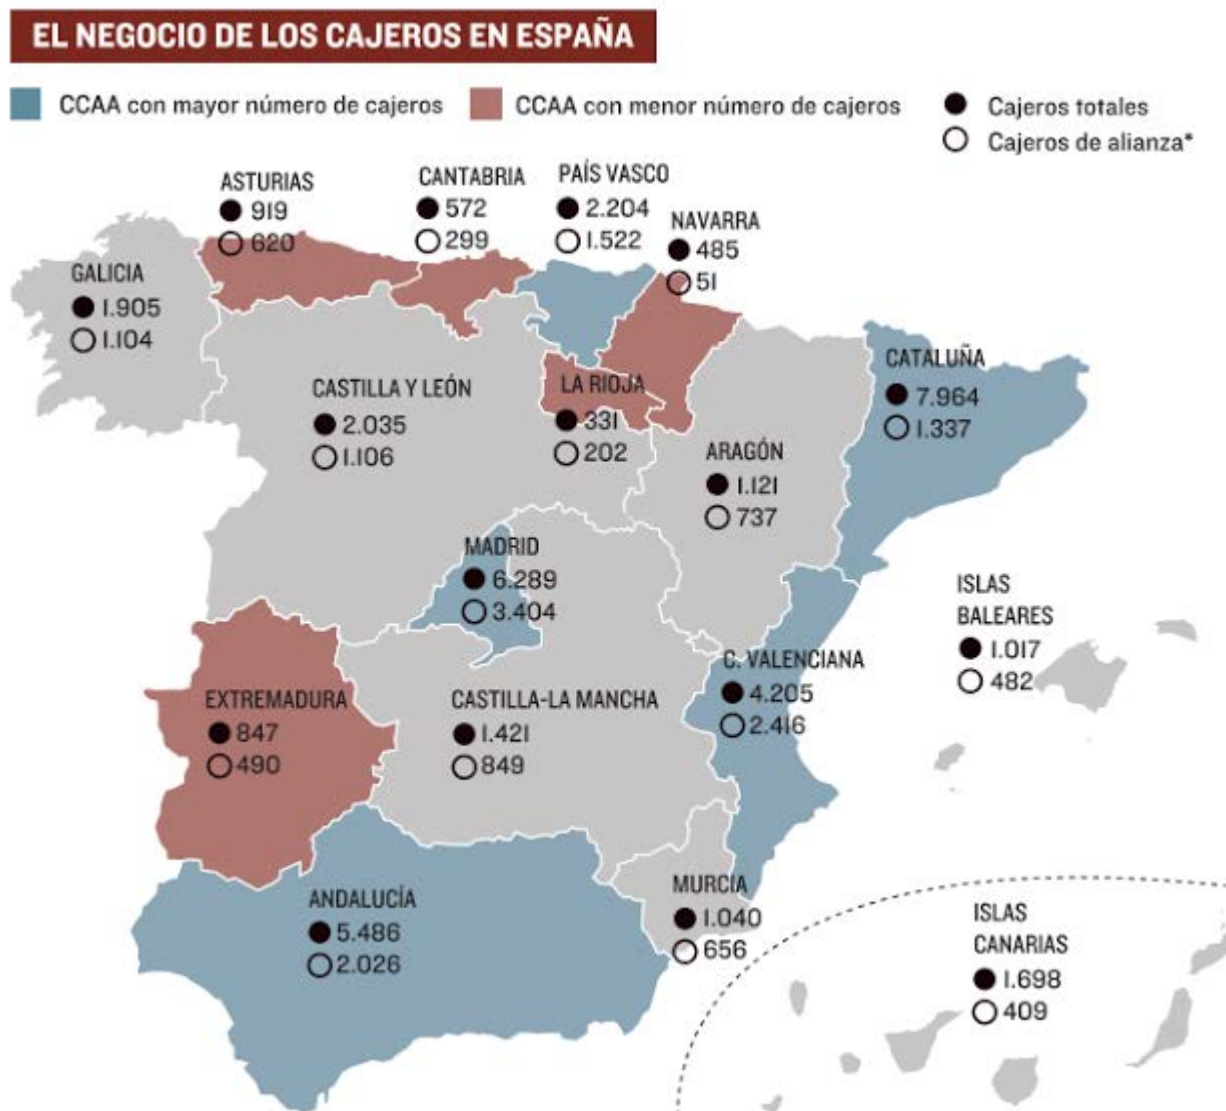 EL NEGOCIO DE LOS CAJEROS EN ESPAÑA
CCAA con mayor número de cajeros
CCAA con menor número de cajeros
Cajeros totales
Cajeros de alianza*
ASTURIAS
919
620
CANTABRIA
572
299
PAÍS VASCO
2.204
1.522
NAVARRA
485
51
GALICIA
1.905
1.104
CASTILLA Y LEÓN
2.035
1.106
LA RIOJA
331
202
CATALUÑA
7.964
1.337
ARAGÓN
1.121
737
MADRID
6.289
3.404
ISLAS
BALEARES
1.017
482
EXTREMADURA
847
490
CASTILLA-LA MANCHA
1.421
849
C. VALENCIANA
4.205
2.416
ANDALUCÍA
5.486
2.026
MURCIA
1.040
656
ISLAS
CANARIAS
1.698
409